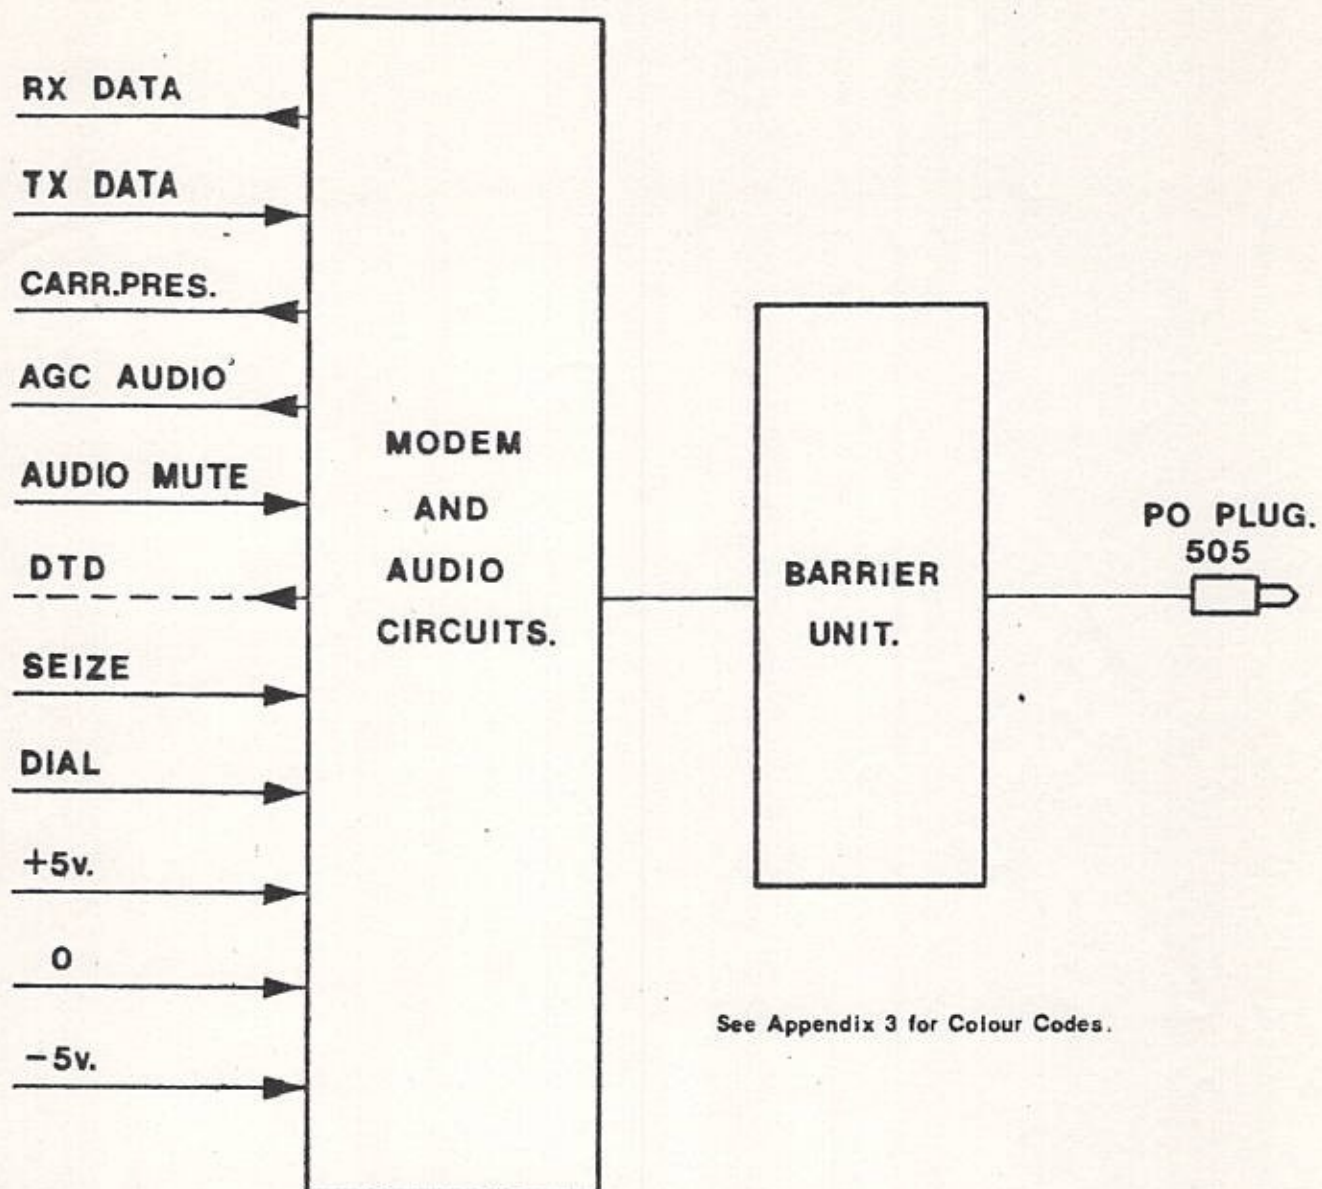 RX DATA
TX DATA
CARR.PRES.
AGC AUDIO
AUDIO MUTE
DTD
SEIZE
DIAL
+5v.
0
-5v.
MODEM
AND
AUDIO
CIRCUITS.
BARRIER
UNIT.
PO PLUG.
505
See Appendix 3 for Colour Codes.